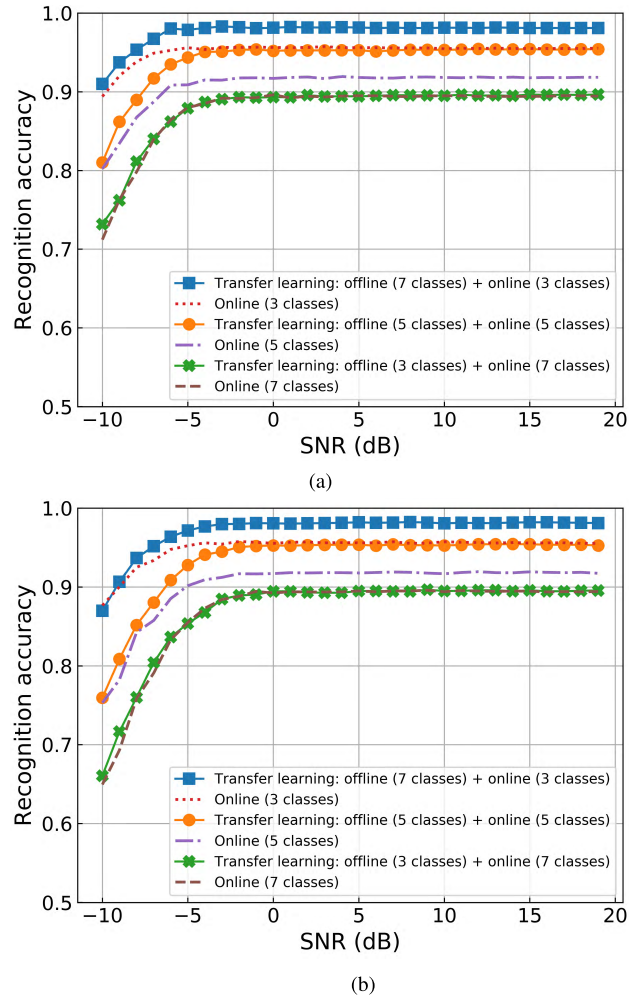 1.0
0.9
0.8
0.7
0.6
0.5
Recognition accuracy
Transfer learning: offline (7 classes) + online (3 classes)
Online (3 classes)
Transfer learning: offline (5 classes) + online (5 classes)
Online (5 classes)
Transfer learning: offline (3 classes) + online (7 classes)
Online (7 classes)
−10 −5 0 5 10 15 20
SNR (dB)
(a)
1.0
0.9
0.8
0.7
0.6
0.5
Recognition accuracy
Transfer learning: offline (7 classes) + online (3 classes)
Online (3 classes)
Transfer learning: offline (5 classes) + online (5 classes)
Online (5 classes)
Transfer learning: offline (3 classes) + online (7 classes)
Online (7 classes)
−10 −5 0 5 10 15 20
SNR (dB)
(b)